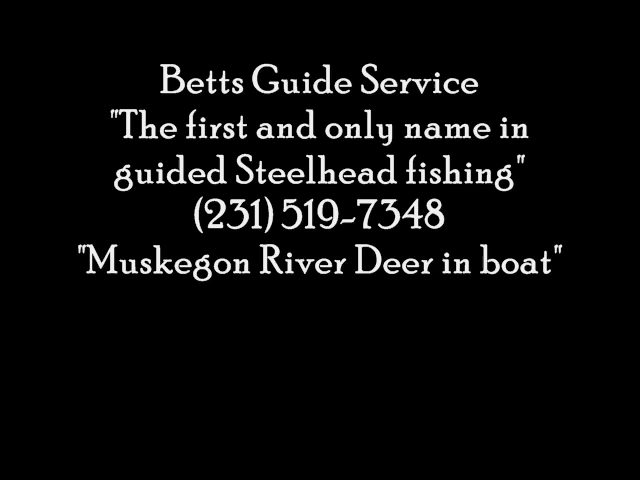 Betts Guide Service
"The first and only name in
guided Steelhead fishing"
(231) 519-7348
"Muskegon River Deer in boat"